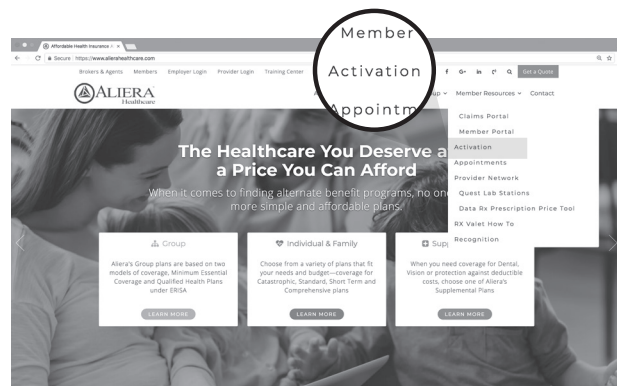 Member
Activation
Appointm
Affordable Health Insurance
Secure https://www.alierahealthcare.com
Brokers & Agents Members Employer Login Provider Login Training Center f G+ in Get a Quote
ALIERA
Healthcare
A up Member Resources Contact
Claims Portal
Member Portal
Activation
Appointments
Provider Network
Quest Lab Stations
Data Rx Prescription Price Tool
RX Valet How To
Recognition
The Healthcare You Deserve a
a Price You Can Afford
When it comes to finding alternate benefit programs, no one
more simple and affordable plans.
Group
Aliera's Group plans are based on two
models of coverage, Minimum Essential
Coverage and Qualified Health Plans
under ERISA
LEARN MORE
Individual & Family
Choose from a variety of plans that fit
your needs and budget—coverage for
Catastrophic, Standard, Short Term and
Comprehensive plans
LEARN MORE
Sup
When you need coverage for Dental,
Vision or protection against deductible
costs, choose one of Aliera's
Supplemental Plans
LEARN MORE